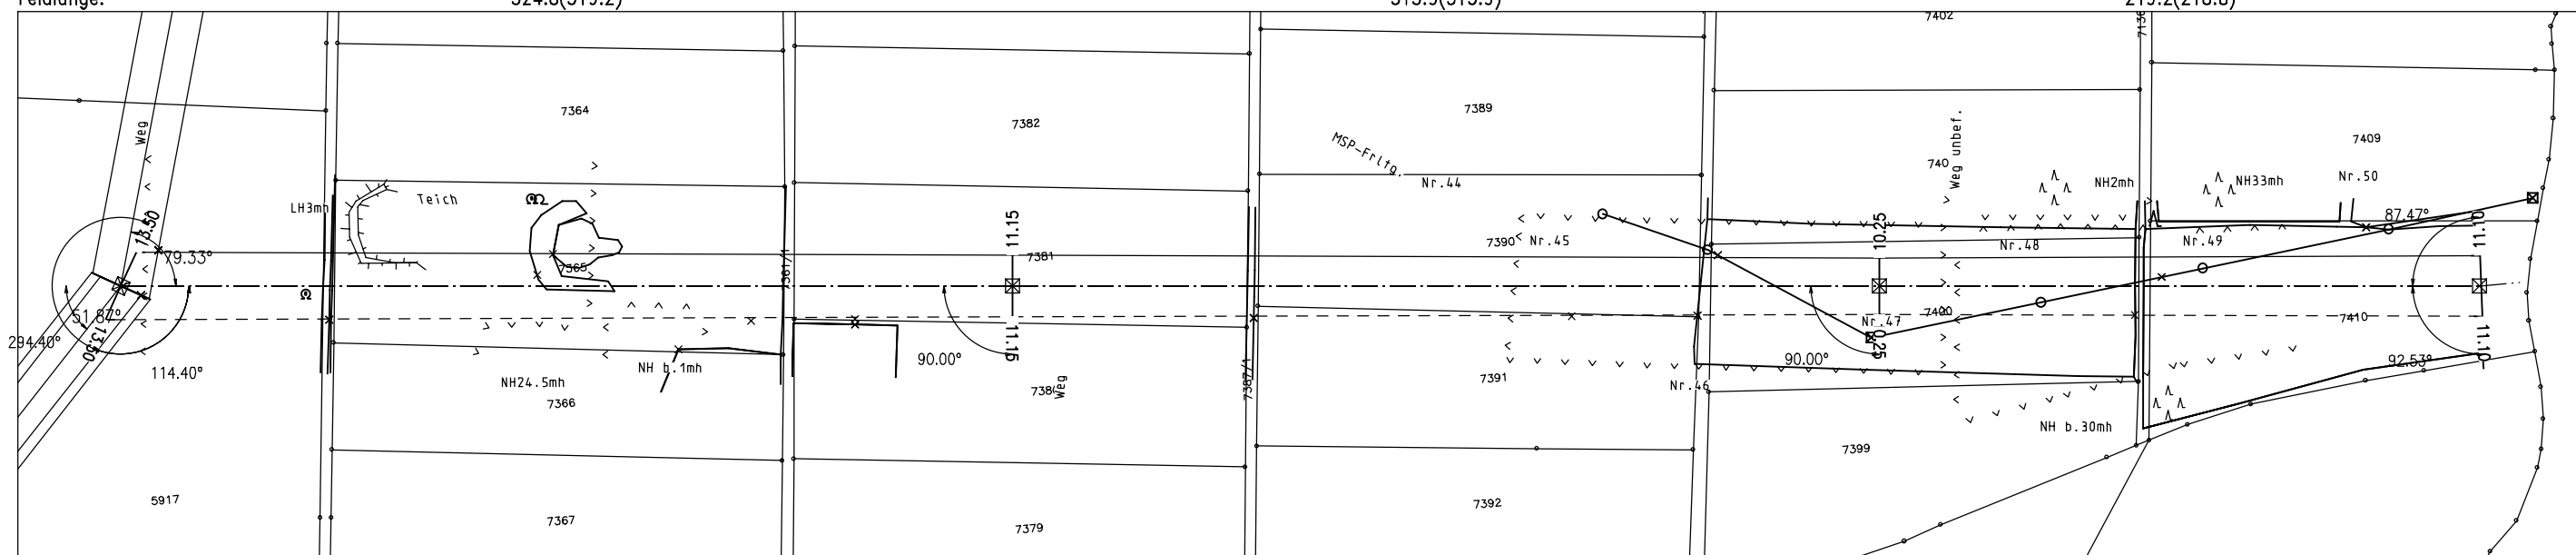 7402
Weg
7364
7382
7389
MSP-Frltg.
Nr.44
Weg unbef.
740
7409
NH2mh
NH33mh
Nr.50
LH3mh
Teich
13.50
79.33°
7365
7361/1
11.15
7381
7390
Nr.45
10.25
Nr.48
Nr.49
87.47°
11.10
51.87°
13.50
294.40°
114.40°
NH24.5mh
NH b.1mh
7366
90.00°
11.15
Weg
7387/1
7391
Nr.46
90.00°
Nr.47
10.25
7400
7410
92.53°
11.10
NH b.30mh
7399
5917
7367
7379
7392